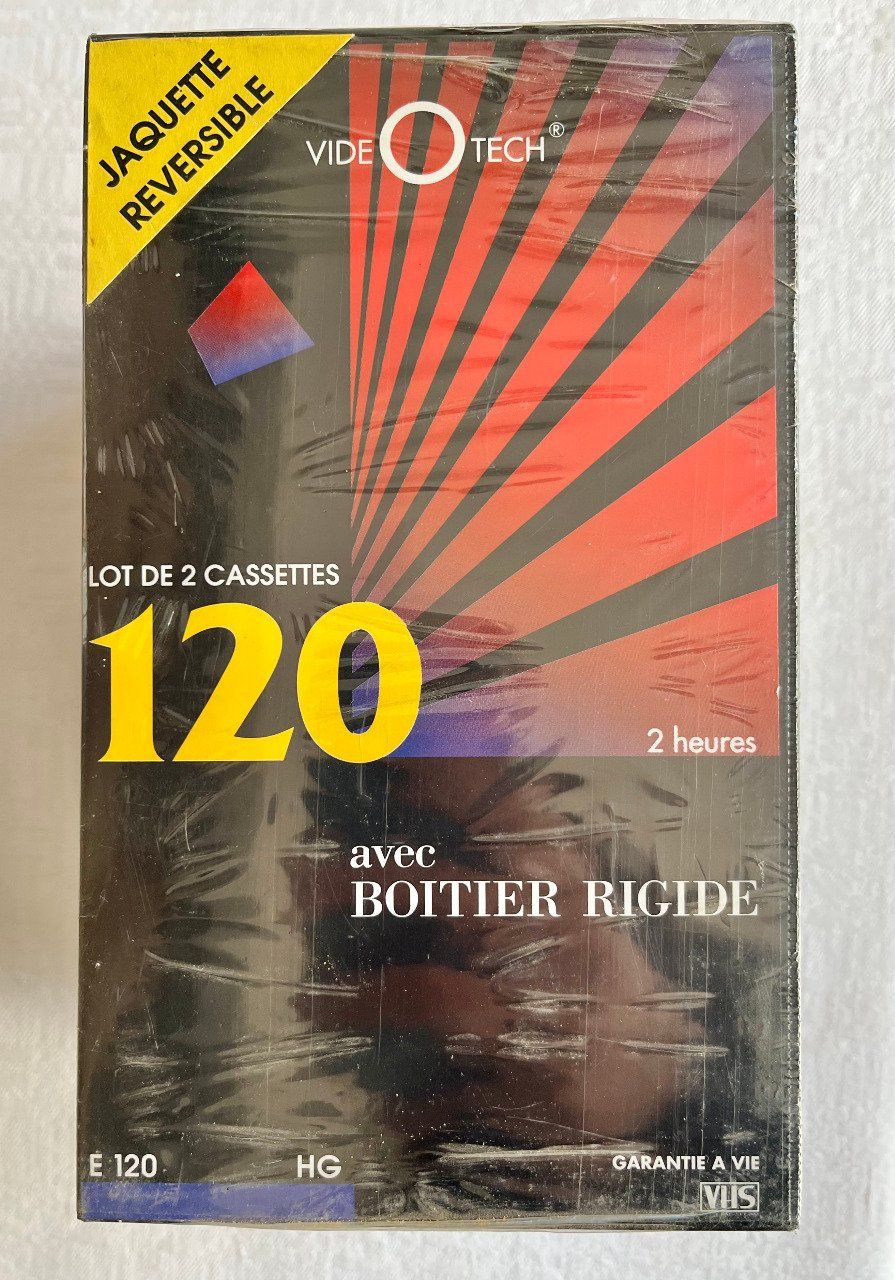 JAQUETTE
REVERSIBLE
VIDEOTECH®
LOT DE 2 CASSETTES
120
2 heures
avec
BOITIER RIGIDE
E 120 HG GARANTIE A VIE
VHS